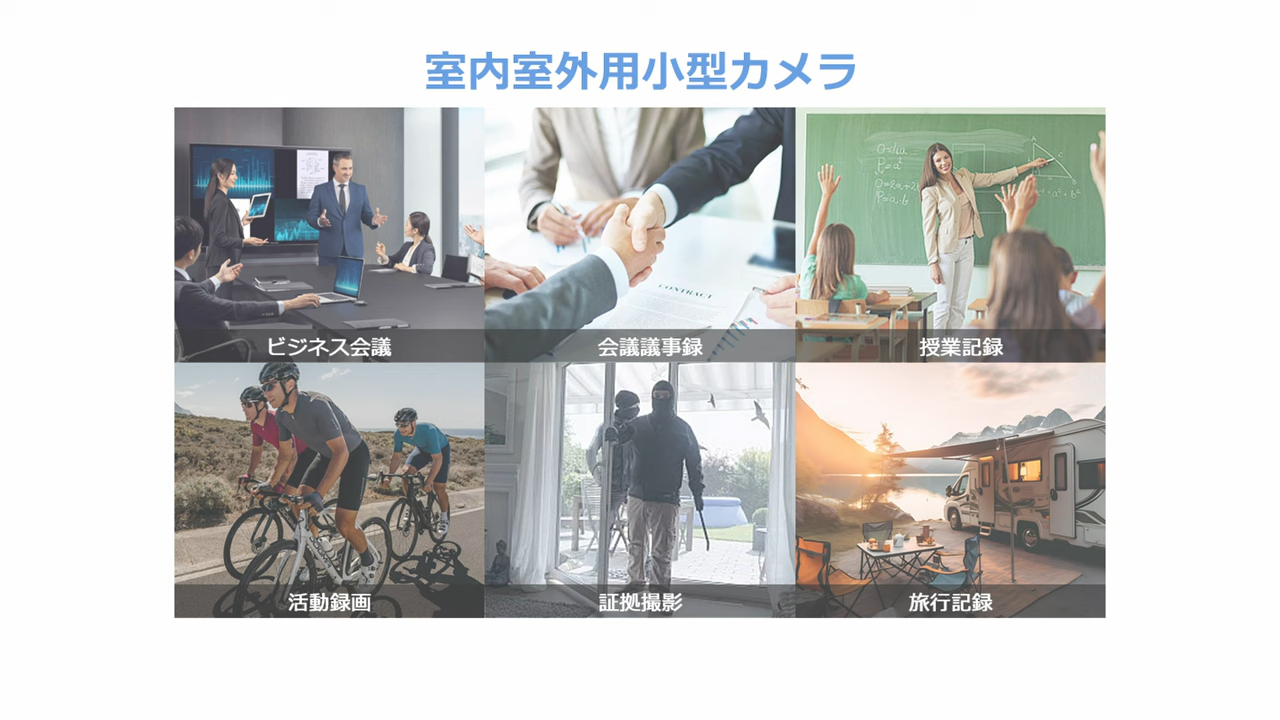 室内室外用小型カメラ
ビジネス会議
CONTRACT
会議議事録
授業記録
活動録画
証拠撮影
旅行記録